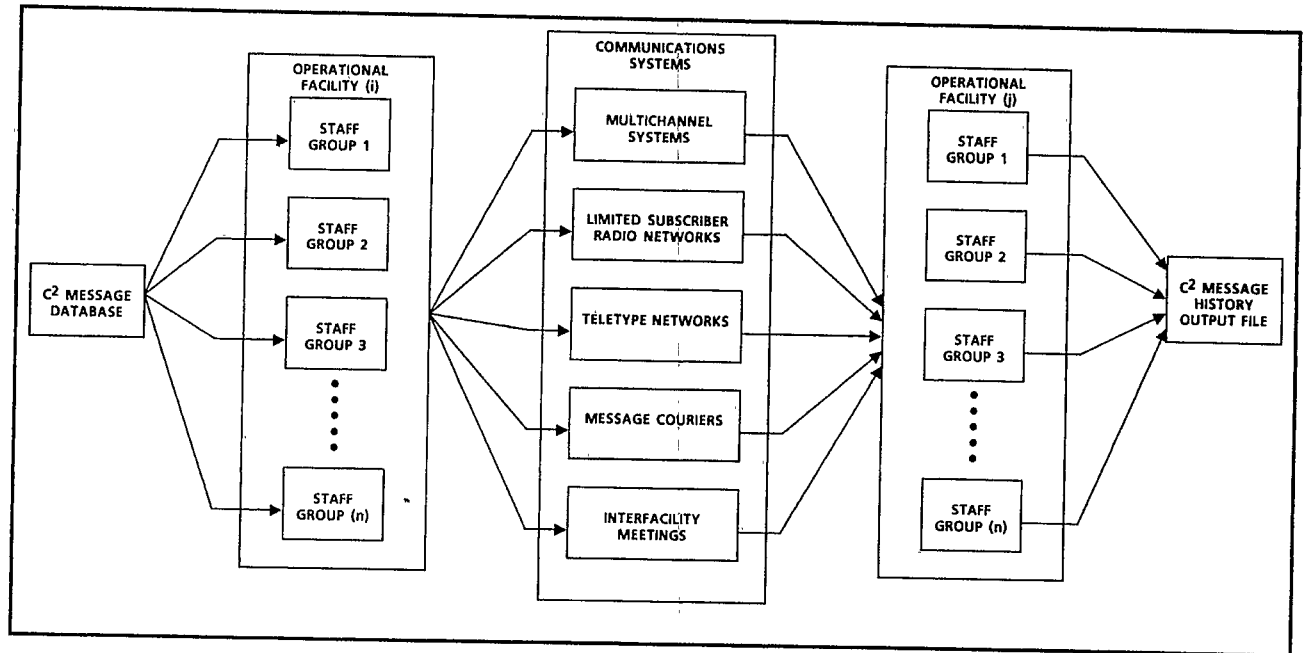 C² MESSAGE
DATABASE
OPERATIONAL
FACILITY (i)
STAFF
GROUP 1
STAFF
GROUP 2
STAFF
GROUP 3
STAFF
GROUP (n)
COMMUNICATIONS
SYSTEMS
MULTICHANNEL
SYSTEMS
LIMITED SUBSCRIBER
RADIO NETWORKS
TELETYPE NETWORKS
MESSAGE COURIERS
INTERFACILITY
MEETINGS
OPERATIONAL
FACILITY (j)
STAFF
GROUP 1
STAFF
GROUP 2
STAFF
GROUP 3
STAFF
GROUP (n)
C² MESSAGE
HISTORY
OUTPUT FILE